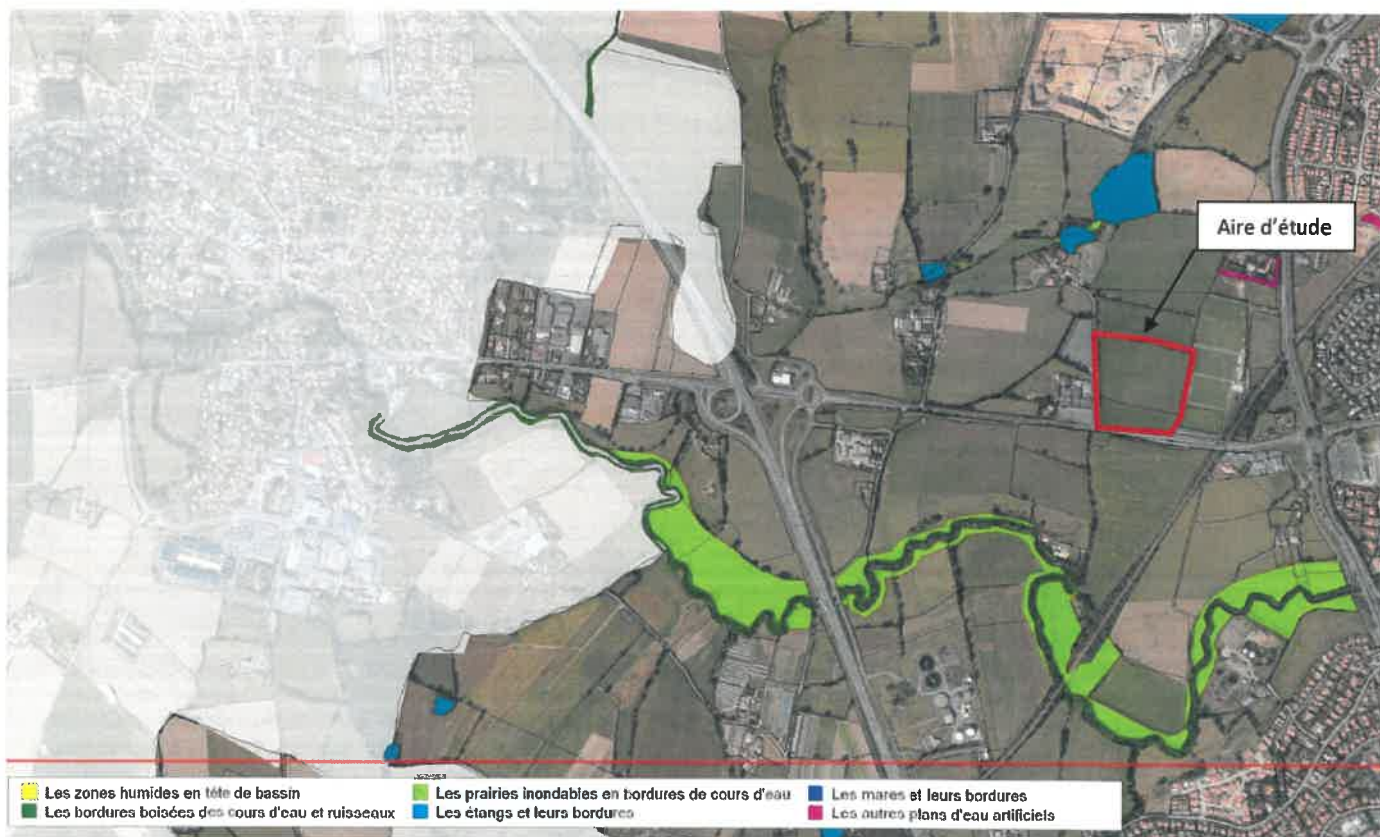 Aire d'étude
Les zones humides en tête de bassin
Les prairies inondables en bordures de cours d'eau
Les mares et leurs bordures
Les bordures boisées des cours d'eau et ruisseaux
Les étangs et leurs bordures
Les autres plans d'eau artificiels